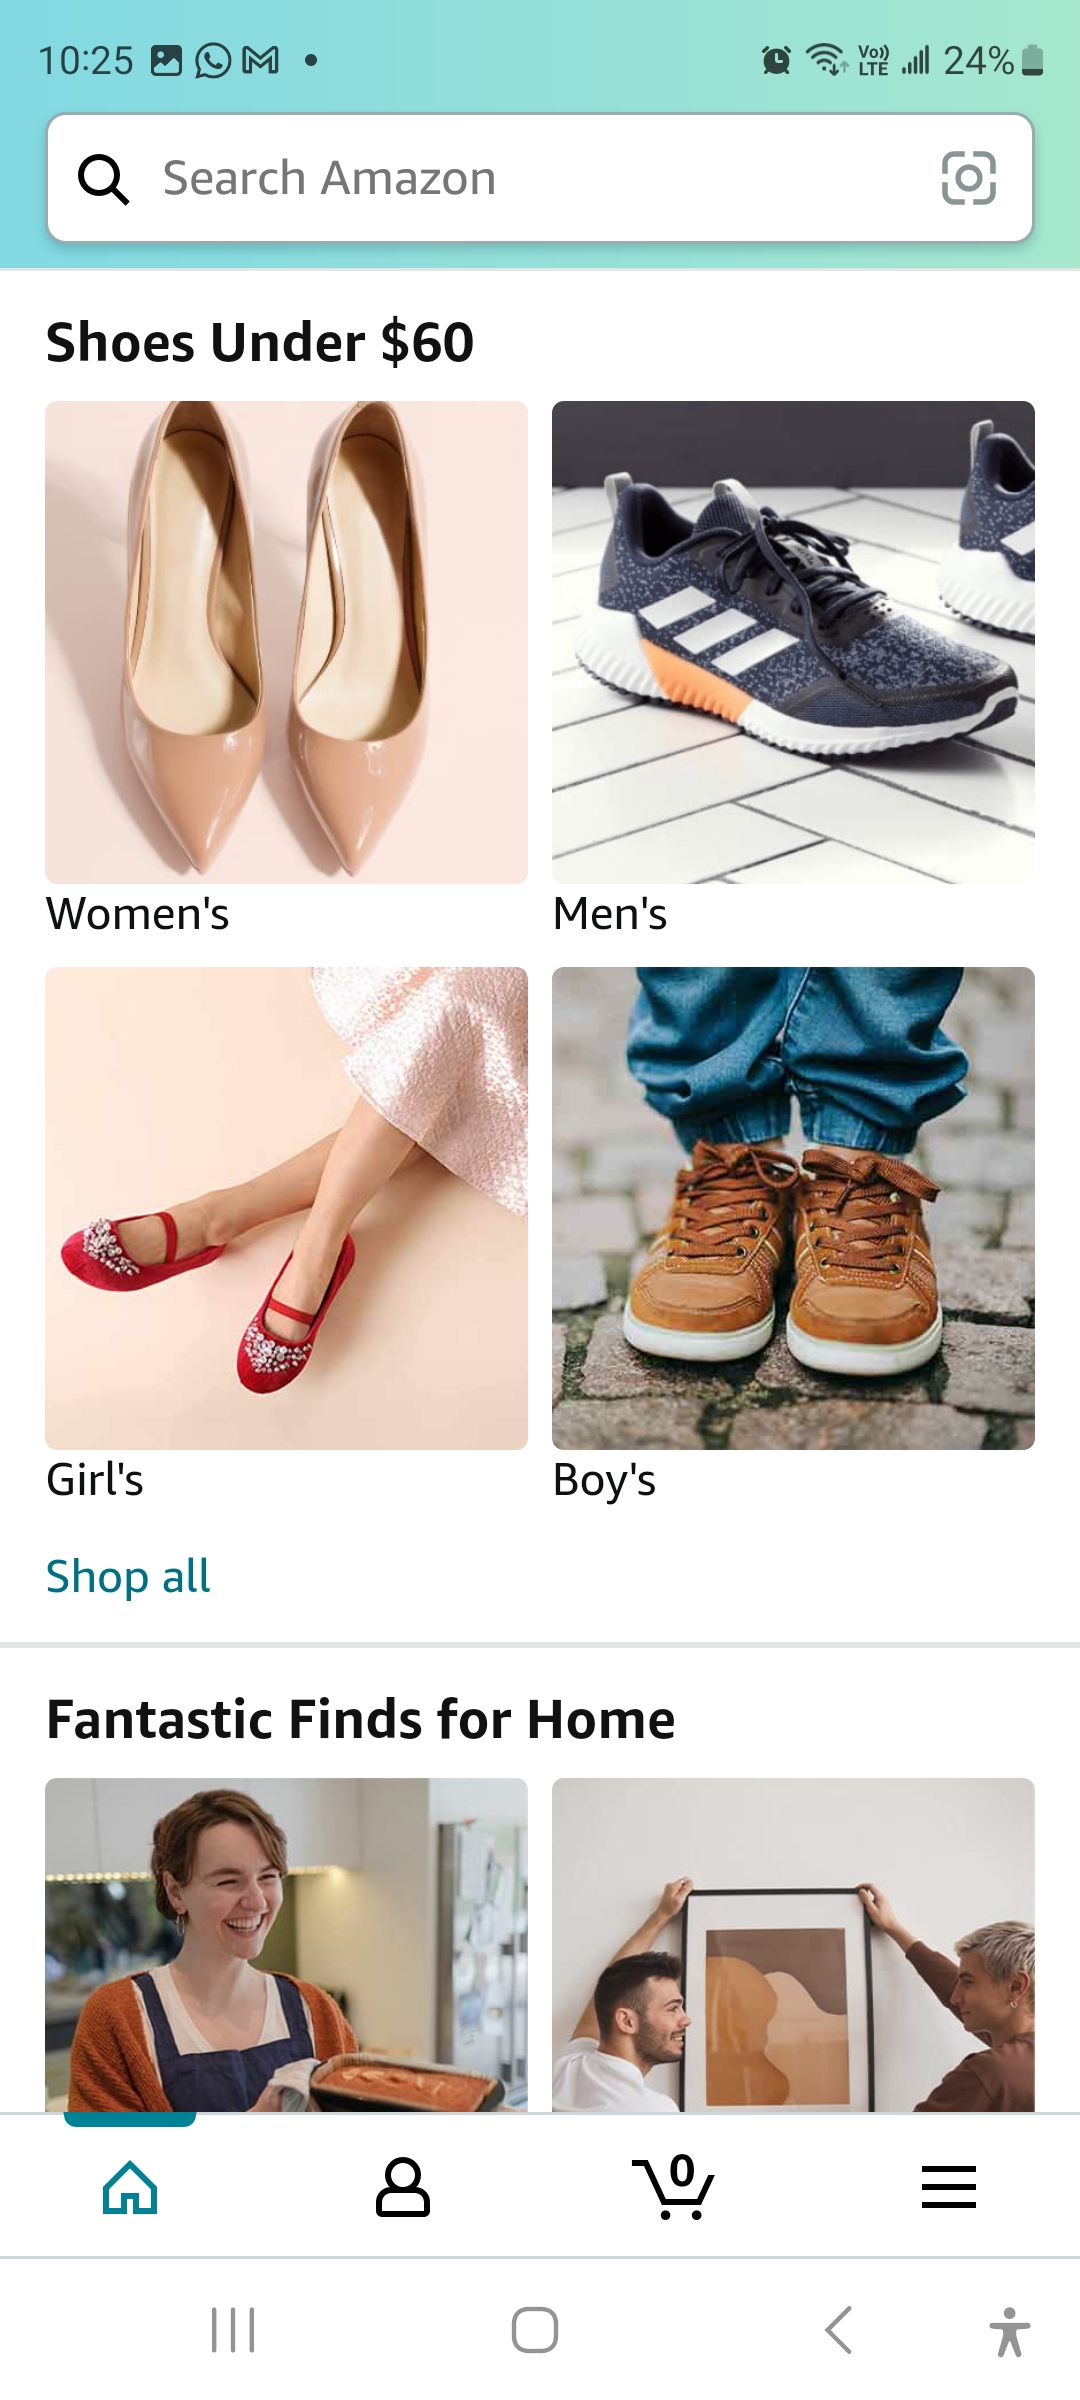 10:25
Vo)) LTE
24%
Search Amazon
Shoes Under $60
Women's
Men's
Girl's
Boy's
Shop all
Fantastic Finds for Home
0